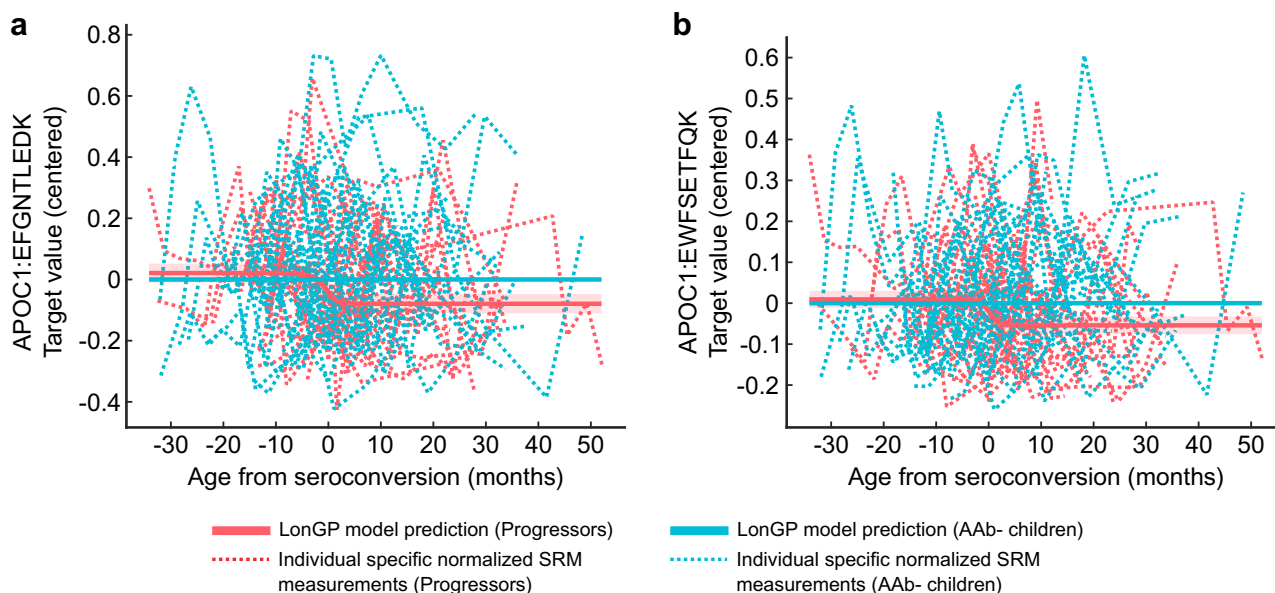 a
APOC1:EFGNTLEDK
Target value (centered)
0.8
0.6
0.4
0.2
0
-0.2
-0.4
-30 -20 -10 0 10 20 30 40 50
Age from seroconversion (months)
b
APOC1:EWFSETFQK
Target value (centered)
0.6
0.5
0.4
0.3
0.2
0.1
0
-0.1
-0.2
-30 -20 -10 0 10 20 30 40 50
Age from seroconversion (months)
LonGP model prediction (Progressors)
Individual specific normalized SRM
measurements (Progressors)
LonGP model prediction (AAb- children)
Individual specific normalized SRM
measurements (AAb- children)